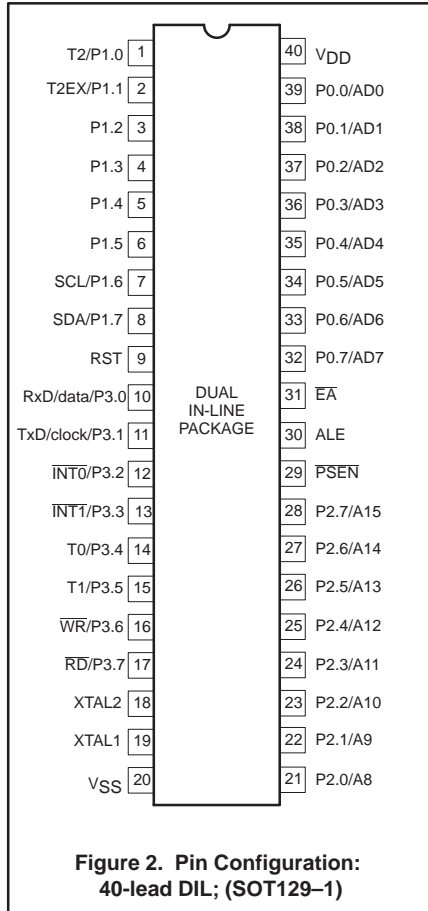 T2/P1.0 1 40 VDD
T2EX/P1.1 2 39 P0.0/AD0
P1.2 3 38 P0.1/AD1
P1.3 4 37 P0.2/AD2
P1.4 5 36 P0.3/AD3
P1.5 6 35 P0.4/AD4
SCL/P1.6 7 34 P0.5/AD5
SDA/P1.7 8 33 P0.6/AD6
RST 9 32 P0.7/AD7
RxD/data/P3.0 10 31 E̅A̅
TxD/clock/P3.1 11 30 ALE
I̅N̅T̅0̅/P3.2 12 29 P̅S̅E̅N̅
I̅N̅T̅1̅/P3.3 13 28 P2.7/A15
T0/P3.4 14 27 P2.6/A14
T1/P3.5 15 26 P2.5/A13
W̅R̅/P3.6 16 25 P2.4/A12
R̅D̅/P3.7 17 24 P2.3/A11
XTAL2 18 23 P2.2/A10
XTAL1 19 22 P2.1/A9
VSS 20 21 P2.0/A8
DUAL
IN-LINE
PACKAGE
Figure 2. Pin Configuration:
40-lead DIL; (SOT129–1)